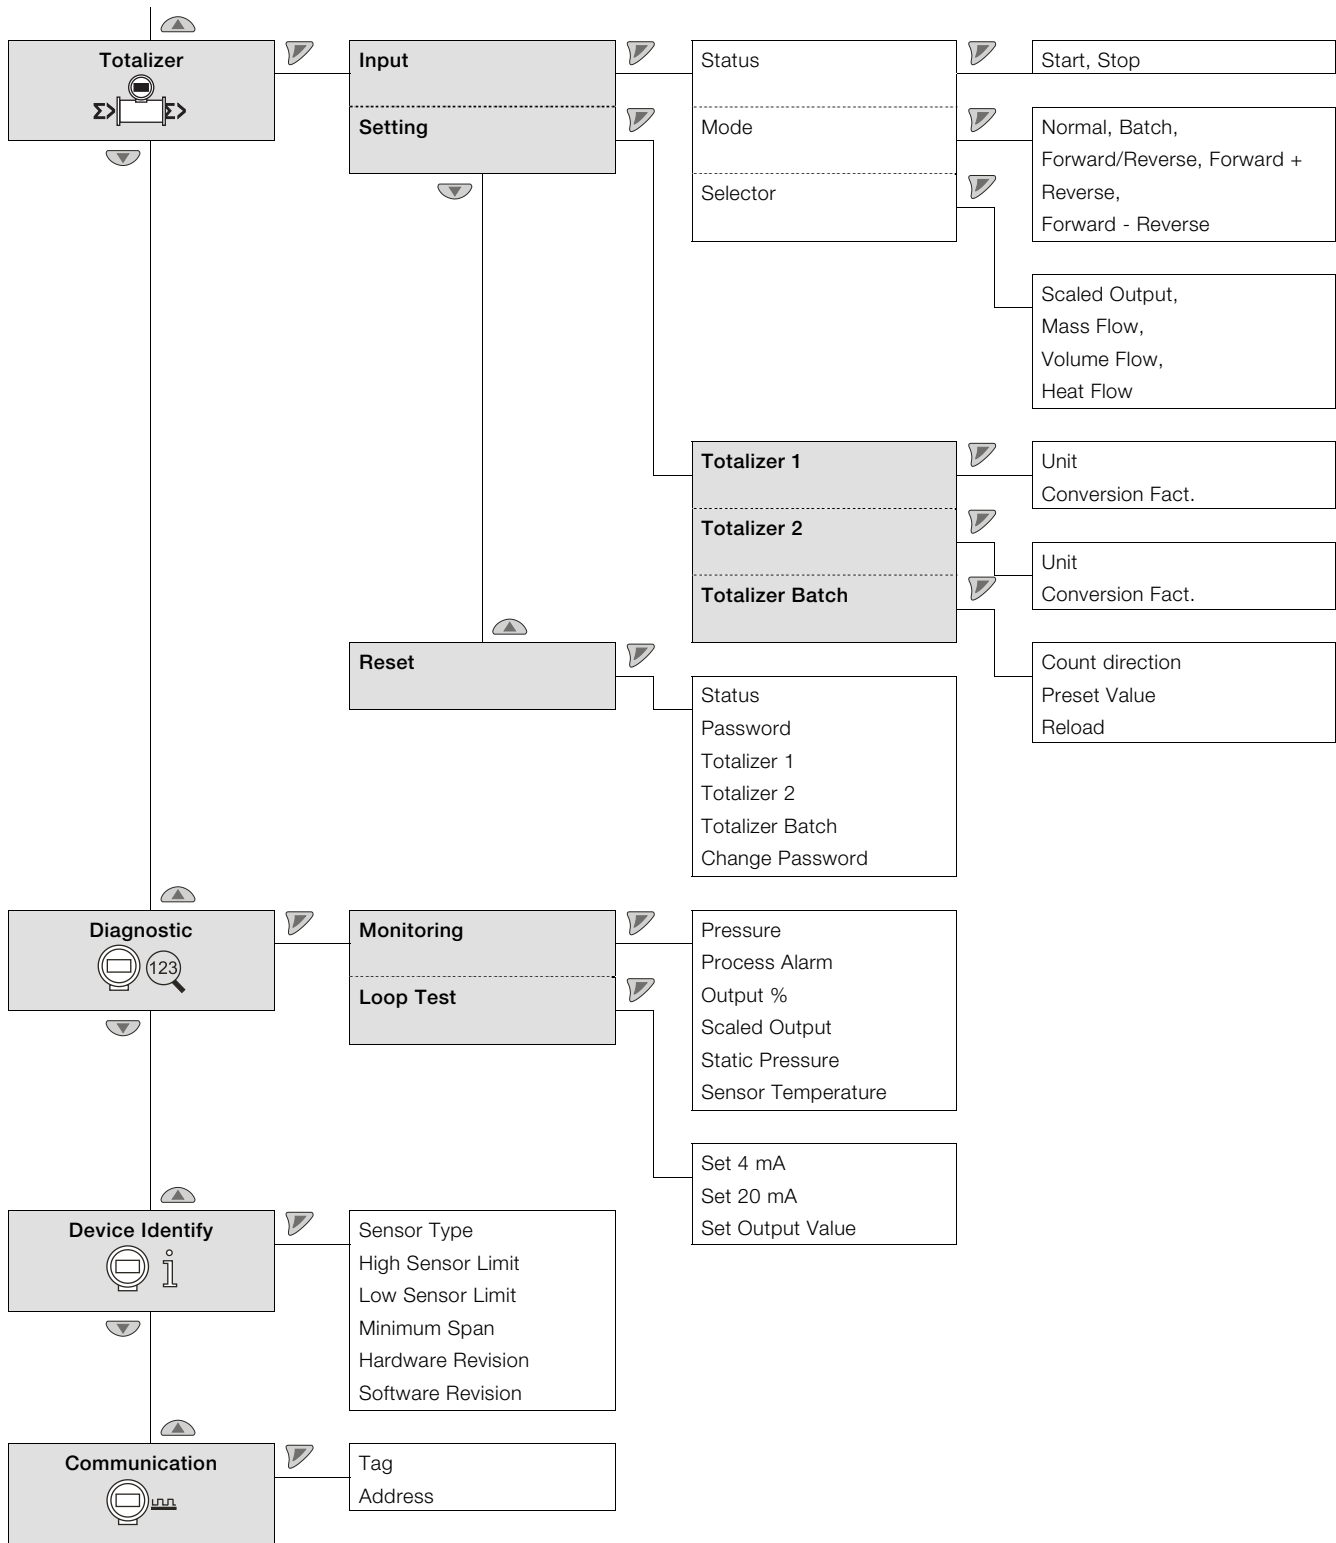 Totalizer
Σ> Σ>
Input
Setting
Status
Mode
Selector
Start, Stop
Normal, Batch,
Forward/Reverse, Forward +
Reverse,
Forward - Reverse
Scaled Output,
Mass Flow,
Volume Flow,
Heat Flow
Totalizer 1
Totalizer 2
Totalizer Batch
Unit
Conversion Fact.
Unit
Conversion Fact.
Count direction
Preset Value
Reload
Reset
Status
Password
Totalizer 1
Totalizer 2
Totalizer Batch
Change Password
Diagnostic
123
Monitoring
Loop Test
Pressure
Process Alarm
Output %
Scaled Output
Static Pressure
Sensor Temperature
Set 4 mA
Set 20 mA
Set Output Value
Device Identify
i
Sensor Type
High Sensor Limit
Low Sensor Limit
Minimum Span
Hardware Revision
Software Revision
Communication
Tag
Address